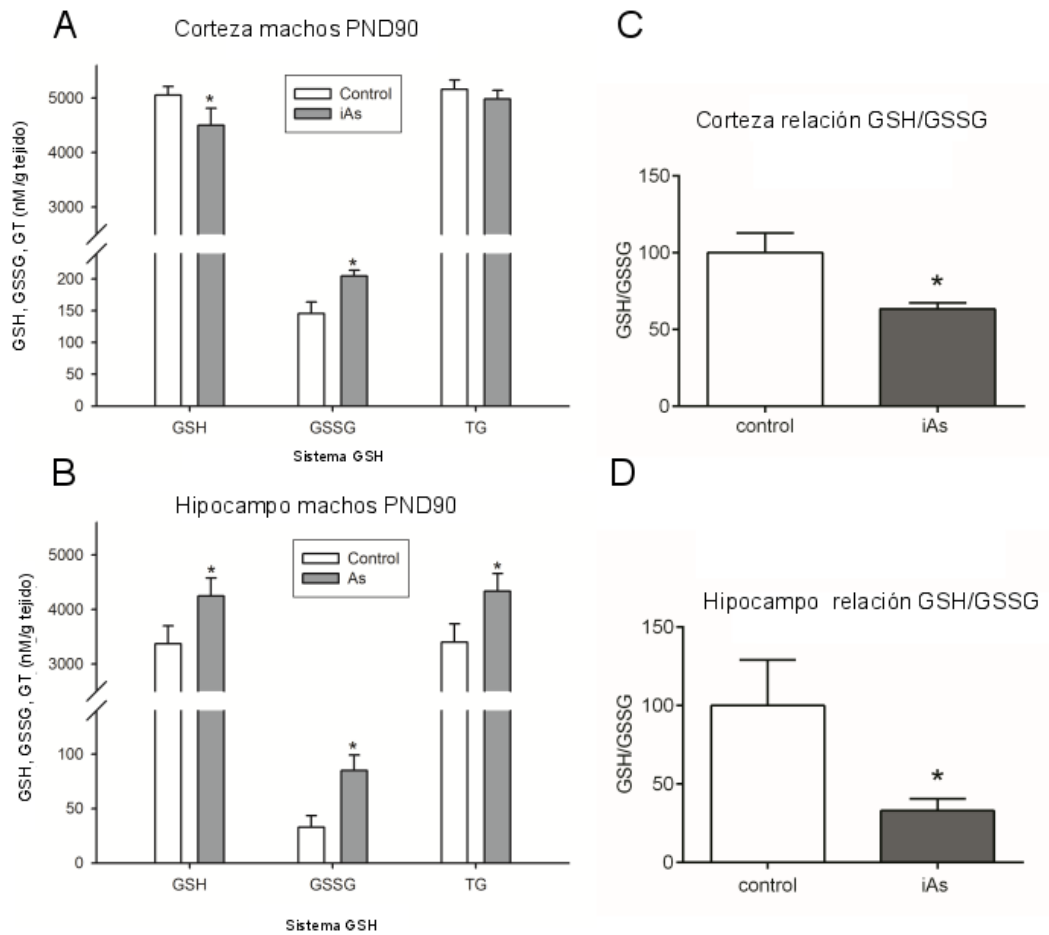 A
Corteza machos PND90
GSH, GSSG, GT (nM/g tejido)
5000
4000
3000
200
150
100
50
0
Control
iAs
*
*
GSH
GSSG
TG
Sistema GSH
C
Corteza relación GSH/GSSG
GSH/GSSG
150
100
50
0
*
control
iAs
B
Hipocampo machos PND90
GSH, GSSG, GT (nM/g tejido)
5000
4000
3000
100
50
0
Control
As
*
*
*
GSH
GSSG
TG
Sistema GSH
D
Hipocampo relación GSH/GSSG
GSH/GSSG
150
100
50
0
*
control
iAs